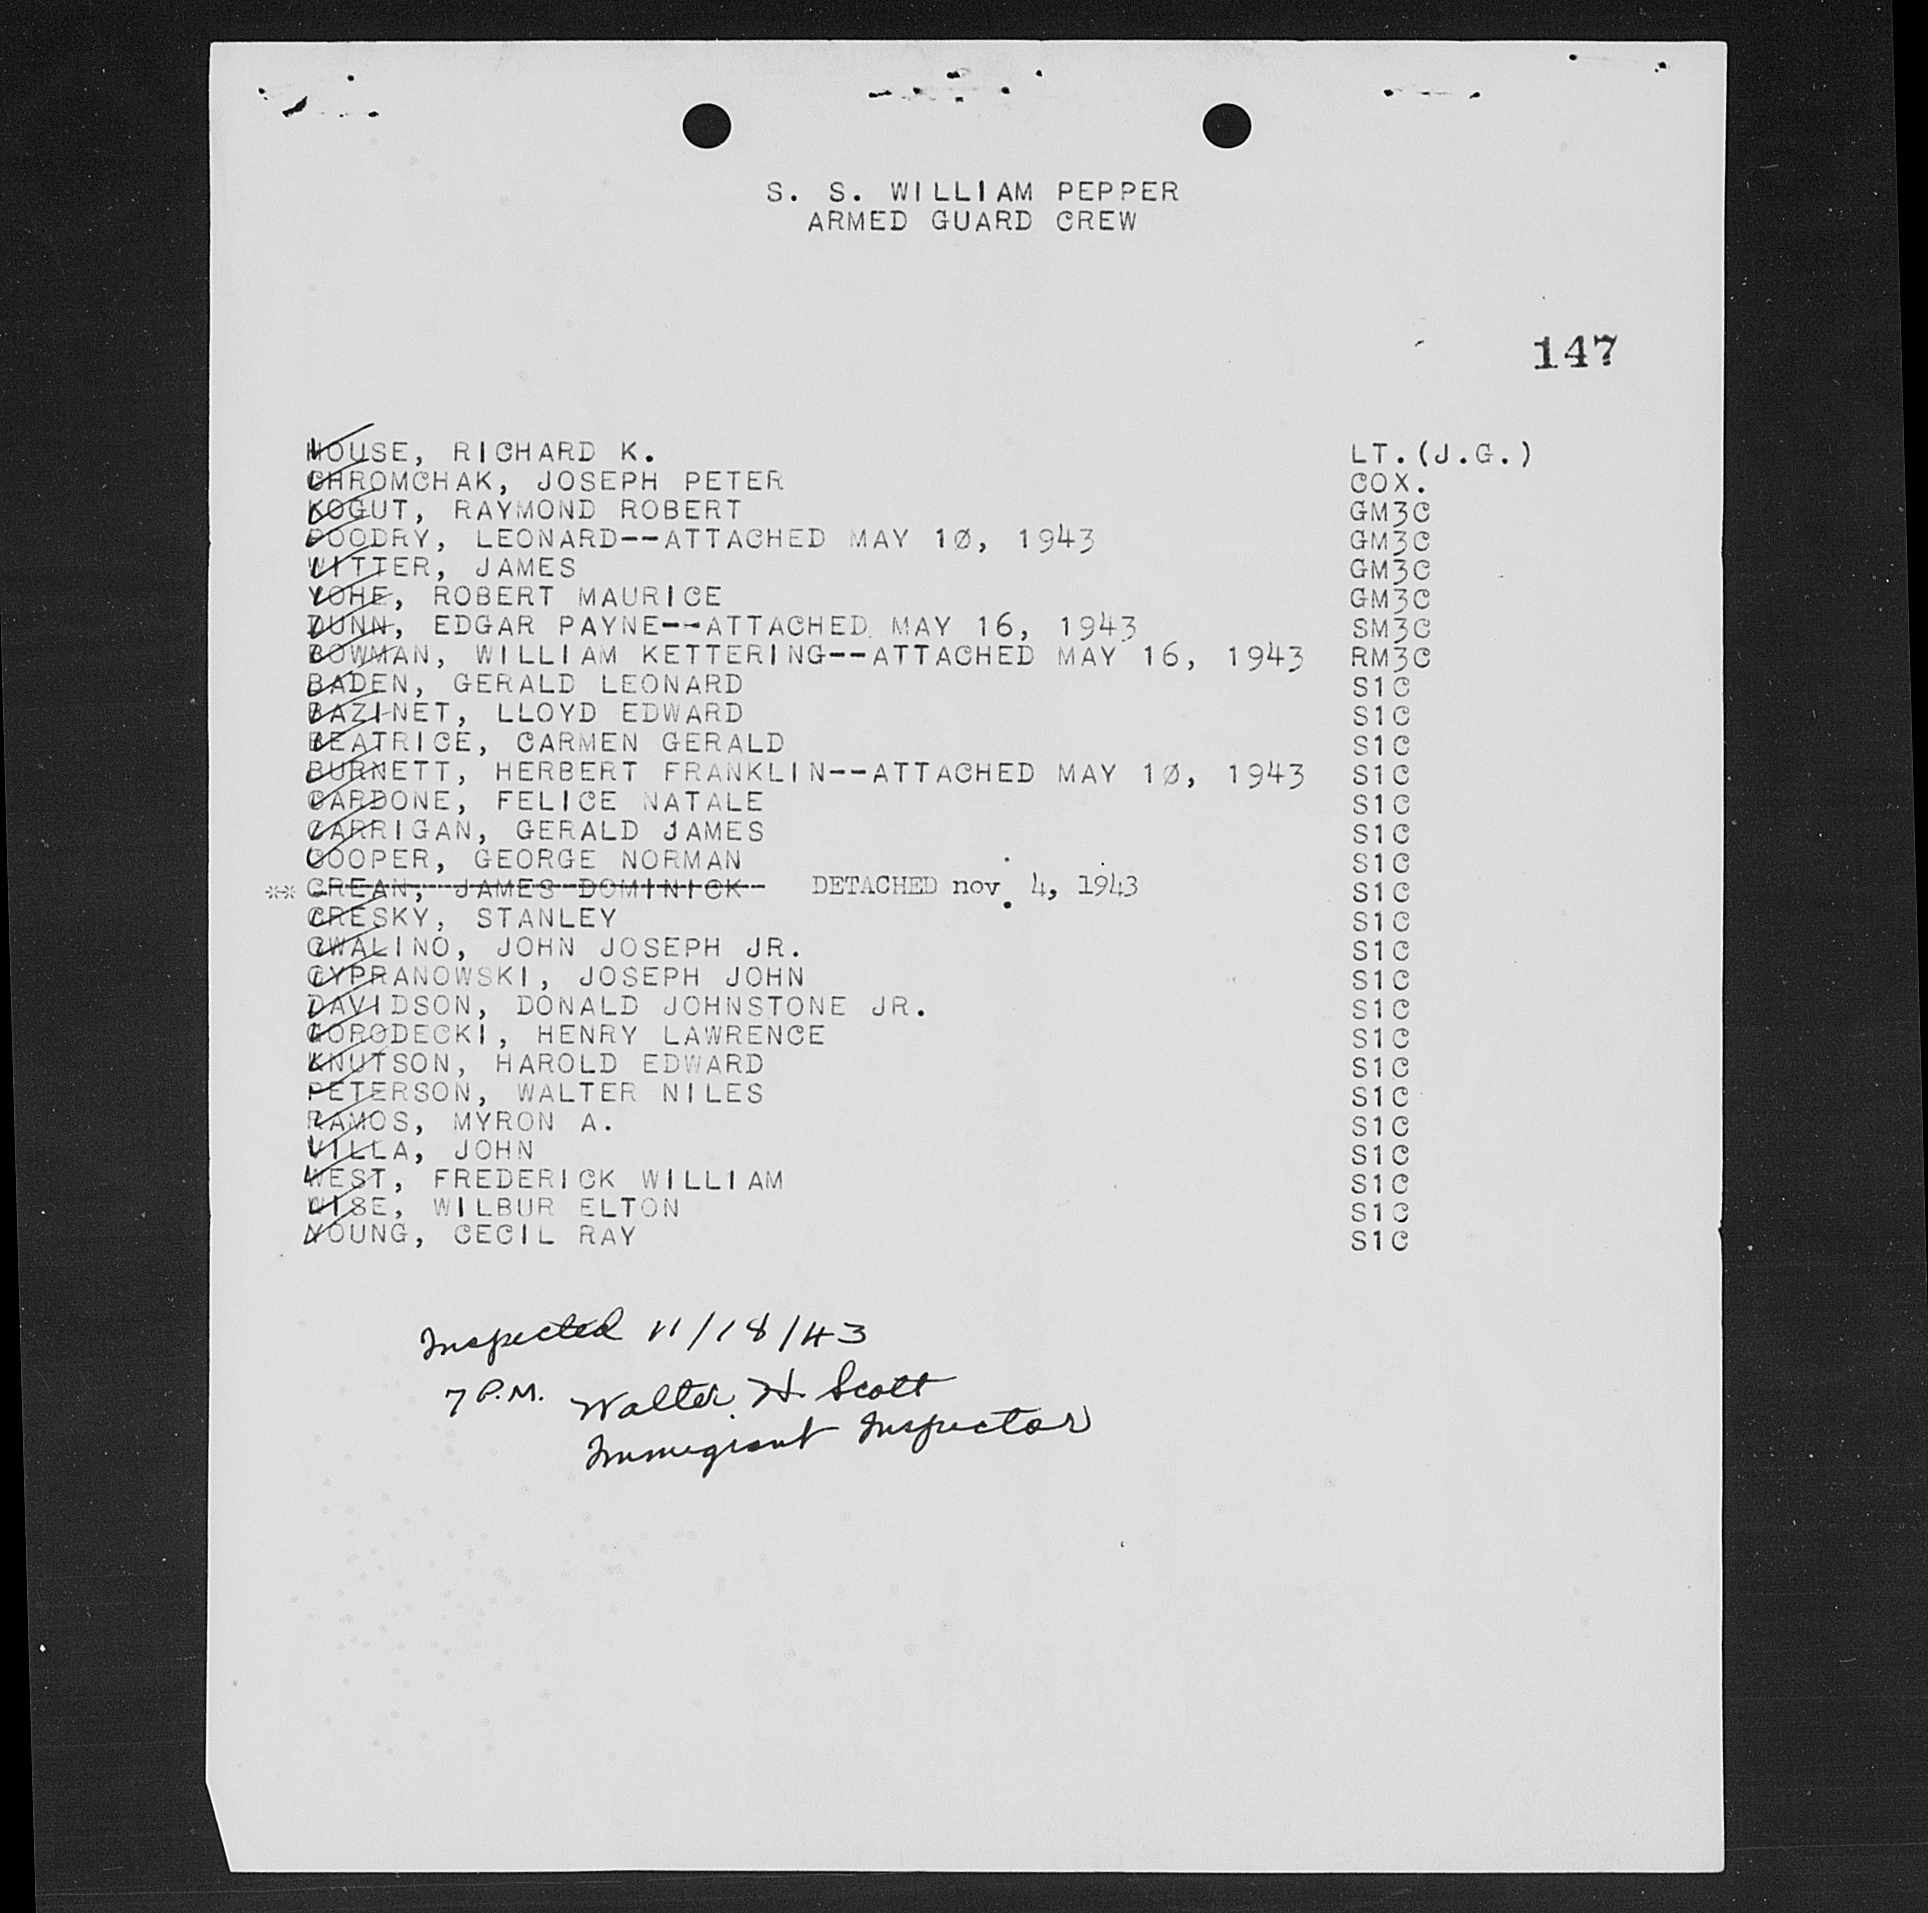 S. S. WILLIAM PEPPER
ARMED GUARD CREW
147
HOUSE, RICHARD K. LT.(J.G.)
CHROMCHAK, JOSEPH PETER COX.
KOGUT, RAYMOND ROBERT GM3C
POODRY, LEONARD--ATTACHED MAY 10, 1943 GM3C
WITTER, JAMES GM3C
YOHE, ROBERT MAURICE GM3C
DUNN, EDGAR PAYNE--ATTACHED MAY 16, 1943 SM3C
BOWMAN, WILLIAM KETTERING--ATTACHED MAY 16, 1943 RM3C
BADEN, GERALD LEONARD S1C
BAZINET, LLOYD EDWARD S1C
BEATRICE, CARMEN GERALD S1C
BURNETT, HERBERT FRANKLIN--ATTACHED MAY 10, 1943 S1C
CARDONE, FELICE NATALE S1C
CARRIGAN, GERALD JAMES S1C
COOPER, GEORGE NORMAN S1C
** CREAN, JAMES DOMINICK DETACHED nov. 4, 1943 S1C
CRESKY, STANLEY S1C
CWALINO, JOHN JOSEPH JR. S1C
CYPRANOWSKI, JOSEPH JOHN S1C
DAVIDSON, DONALD JOHNSTONE JR. S1C
GORODECKI, HENRY LAWRENCE S1C
KNUTSON, HAROLD EDWARD S1C
PETERSON, WALTER NILES S1C
RAMOS, MYRON A. S1C
VILLA, JOHN S1C
WEST, FREDERICK WILLIAM S1C
WISE, WILBUR ELTON S1C
YOUNG, CECIL RAY S1C
Inspected 11/18/43
7 P.M. Walter H. Scott
Immigrant Inspector